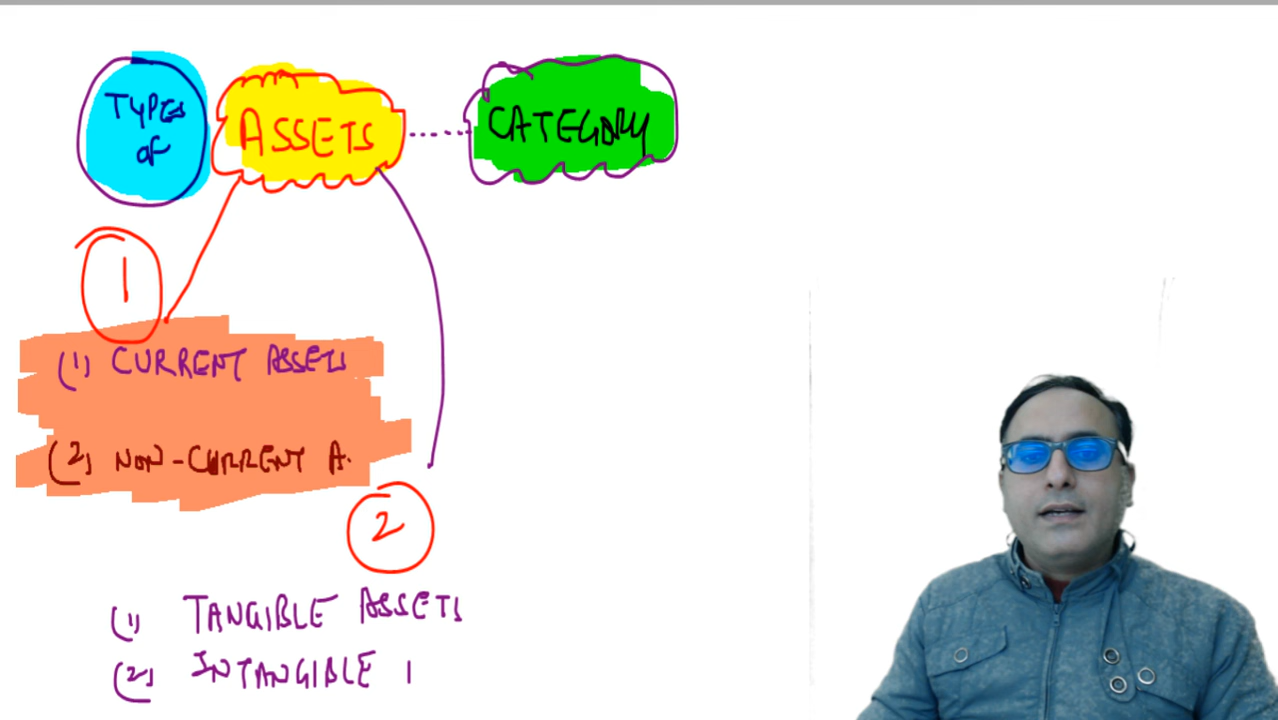 TYPES
OF
ASSETS
CATEGORY
1
(1) CURRENT ASSETS
(2) NON-CURRENT A.
2
(1) TANGIBLE ASSETS
(2) INTANGIBLE